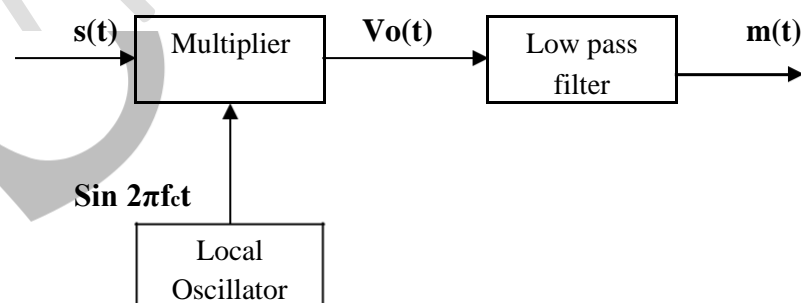 s(t)
Multiplier
Vo(t)
Low pass
filter
m(t)
Sin 2πfct
Local
Oscillator